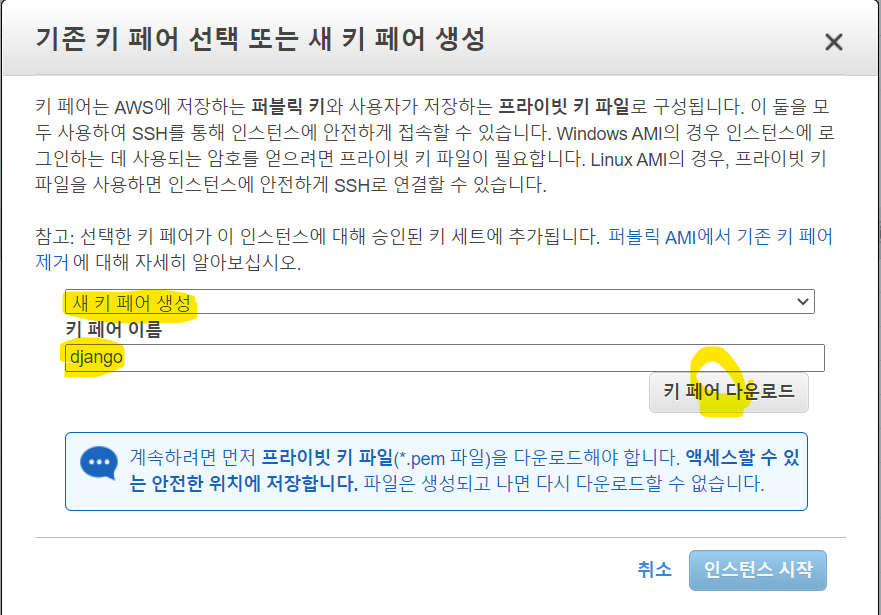 기존 키 페어 선택 또는 새 키 페어 생성
키 페어는 AWS에 저장하는 퍼블릭 키와 사용자가 저장하는 프라이빗 키 파일로 구성됩니다. 이 둘을 모
두 사용하여 SSH를 통해 인스턴스에 안전하게 접속할 수 있습니다. Windows AMI의 경우 인스턴스에 로
그인하는 데 사용되는 암호를 얻으려면 프라이빗 키 파일이 필요합니다. Linux AMI의 경우, 프라이빗 키
파일을 사용하면 인스턴스에 안전하게 SSH로 연결할 수 있습니다.
참고: 선택한 키 페어가 이 인스턴스에 대해 승인된 키 세트에 추가됩니다. 퍼블릭 AMI에서 기존 키 페어
제거에 대해 자세히 알아보십시오.
새 키 페어 생성
키 페어 이름
django
키 페어 다운로드
계속하려면 먼저 프라이빗 키 파일(*.pem 파일)을 다운로드해야 합니다. 액세스할 수 있
는 안전한 위치에 저장합니다. 파일은 생성되고 나면 다시 다운로드할 수 없습니다.
취소 인스턴스 시작